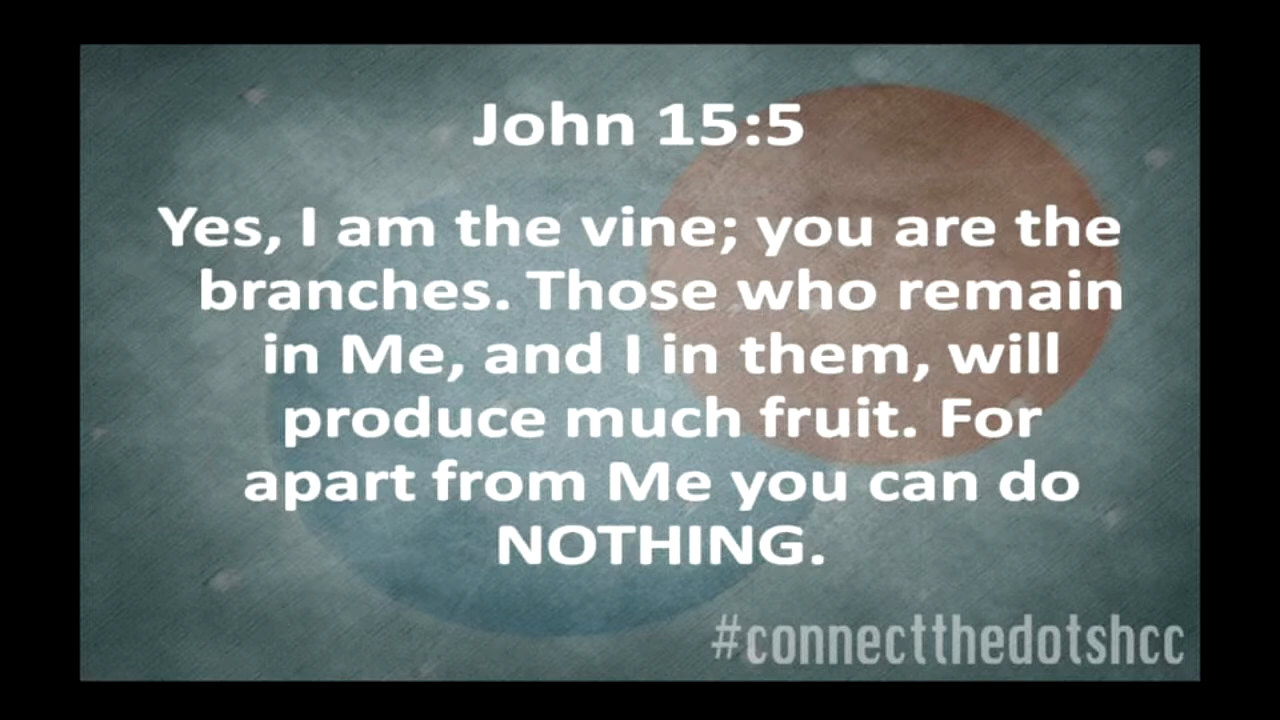 John 15:5
Yes, I am the vine; you are the
branches. Those who remain
in Me, and I in them, will
produce much fruit. For
apart from Me you can do
NOTHING.
#connectthedotshcc